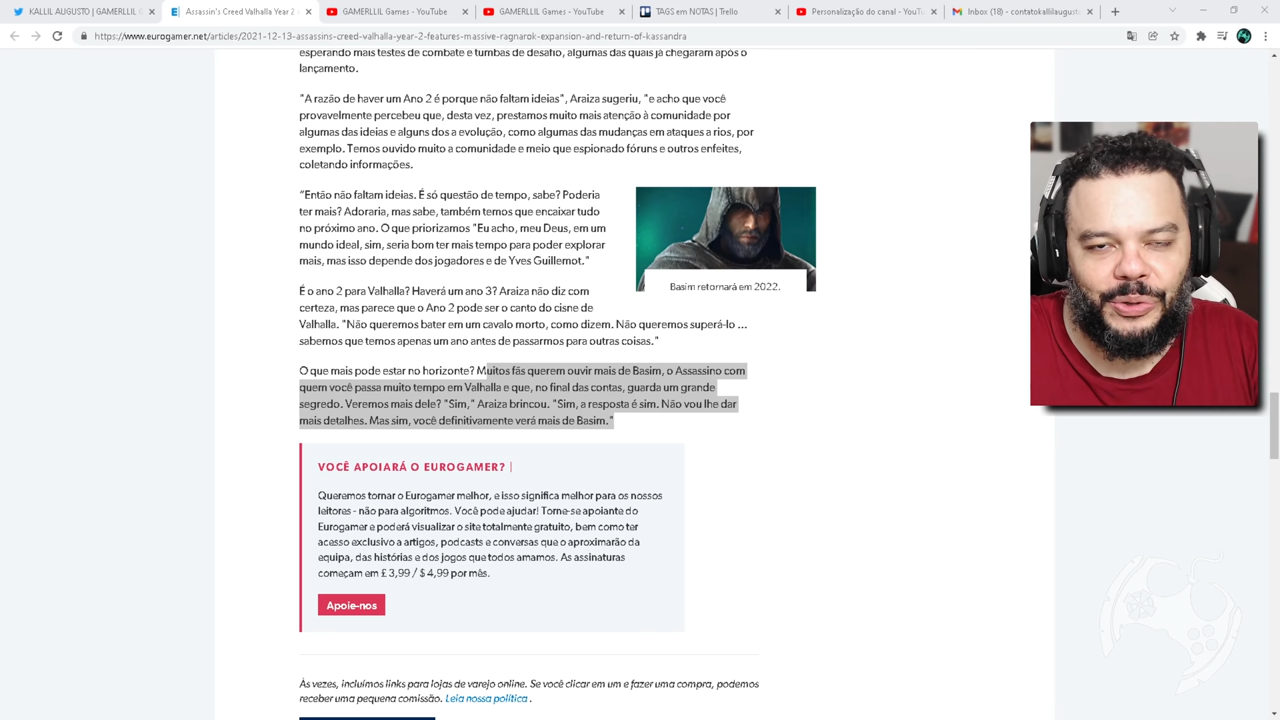 KALLIL AUGUSTO | GAMERLLIL G
Assassin's Creed Valhalla Year 2
GAMERLLIL Games - YouTube
GAMERLLIL Games - YouTube
TAGS em NOTAS | Trello
Personalização do canal - YouTu
Inbox (18) - contatokallilaugust
https://www.eurogamer.net/articles/2021-12-13-assassins-creed-valhalla-year-2-features-massive-ragnarok-expansion-and-return-of-kassandra
esperando mais testes de combate e tumbas de desafio, algumas das quais já chegaram após o
lançamento.
"A razão de haver um Ano 2 é porque não faltam ideias", Araiza sugeriu, "e acho que você
provavelmente percebeu que, desta vez, prestamos muito mais atenção à comunidade por
algumas das ideias e alguns dos a evolução, como algumas das mudanças em ataques a rios, por
exemplo. Temos ouvido muito a comunidade e meio que espionado fóruns e outros enfeites,
coletando informações.
"Então não faltam ideias. É só questão de tempo, sabe? Poderia
ter mais? Adoraria, mas sabe, também temos que encaixar tudo
no próximo ano. O que priorizamos "Eu acho, meu Deus, em um
mundo ideal, sim, seria bom ter mais tempo para poder explorar
mais, mas isso depende dos jogadores e de Yves Guillemot."
Basim retornará em 2022.
É o ano 2 para Valhalla? Haverá um ano 3? Araiza não diz com
certeza, mas parece que o Ano 2 pode ser o canto do cisne de
Valhalla. "Não queremos bater em um cavalo morto, como dizem. Não queremos superá-lo ...
sabemos que temos apenas um ano antes de passarmos para outras coisas."
O que mais pode estar no horizonte? Muitos fãs querem ouvir mais de Basim, o Assassino com
quem você passa muito tempo em Valhalla e que, no final das contas, guarda um grande
segredo. Veremos mais dele? "Sim," Araiza brincou. "Sim, a resposta é sim. Não vou lhe dar
mais detalhes. Mas sim, você definitivamente verá mais de Basim."
VOCÊ APOIARÁ O EUROGAMER? |
Queremos tornar o Eurogamer melhor, e isso significa melhor para os nossos
leitores - não para algoritmos. Você pode ajudar! Torne-se apoiante do
Eurogamer e poderá visualizar o site totalmente gratuito, bem como ter
acesso exclusivo a artigos, podcasts e conversas que o aproximarão da
equipa, das histórias e dos jogos que todos amamos. As assinaturas
começam em £ 3,99 / $ 4,99 por mês.
Apoie-nos
Às vezes, incluímos links para lojas de varejo online. Se você clicar em um e fazer uma compra, podemos
receber uma pequena comissão. Leia nossa política .